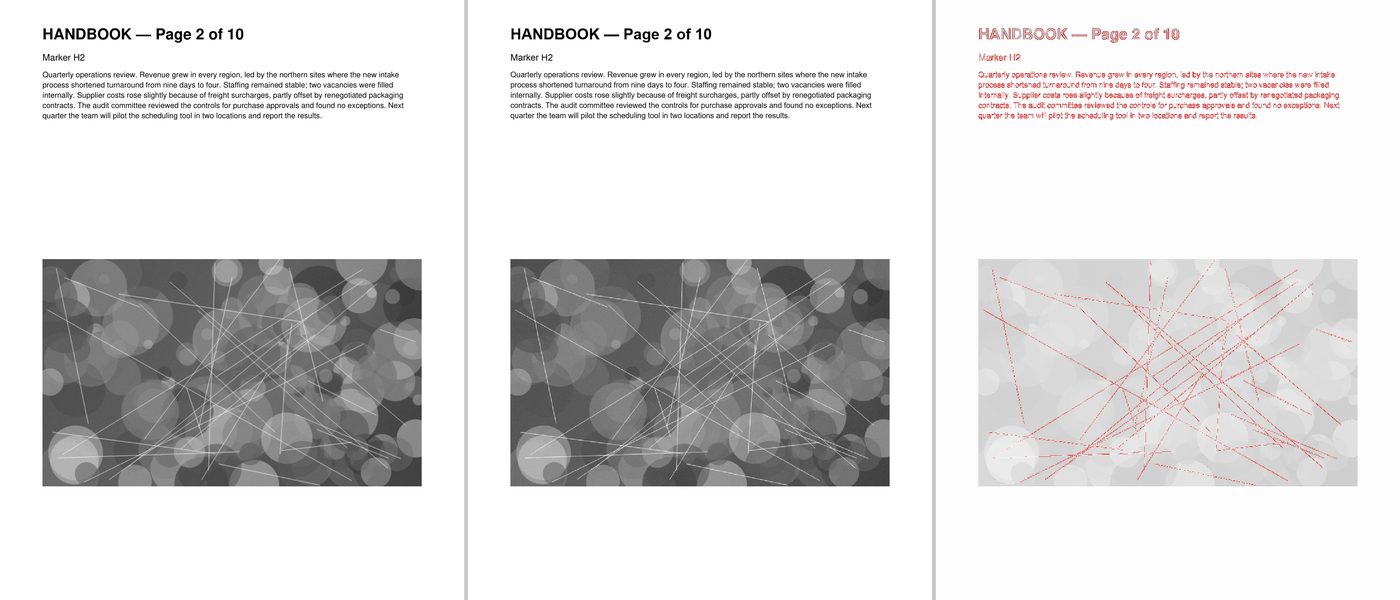 HANDBOOK — Page 2 of 10
Marker H2
Quarterly operations review. Revenue grew in every region, led by the northern sites where the new intake
process shortened turnaround from nine days to four. Staffing remained stable; two vacancies were filled
internally. Supplier costs rose slightly because of freight surcharges, partly offset by renegotiated packaging
contracts. The audit committee reviewed the controls for purchase approvals and found no exceptions. Next
quarter the team will pilot the scheduling tool in two locations and report the results.
HANDBOOK — Page 2 of 10
Marker H2
Quarterly operations review. Revenue grew in every region, led by the northern sites where the new intake
process shortened turnaround from nine days to four. Staffing remained stable; two vacancies were filled
internally. Supplier costs rose slightly because of freight surcharges, partly offset by renegotiated packaging
contracts. The audit committee reviewed the controls for purchase approvals and found no exceptions. Next
quarter the team will pilot the scheduling tool in two locations and report the results.
HANDBOOK — Page 2 of 10
Marker H2
Quarterly operations review. Revenue grew in every region, led by the northern sites where the new intake
process shortened turnaround from nine days to four. Staffing remained stable; two vacancies were filled
internally. Supplier costs rose slightly because of freight surcharges, partly offset by renegotiated packaging
contracts. The audit committee reviewed the controls for purchase approvals and found no exceptions. Next
quarter the team will pilot the scheduling tool in two locations and report the results.